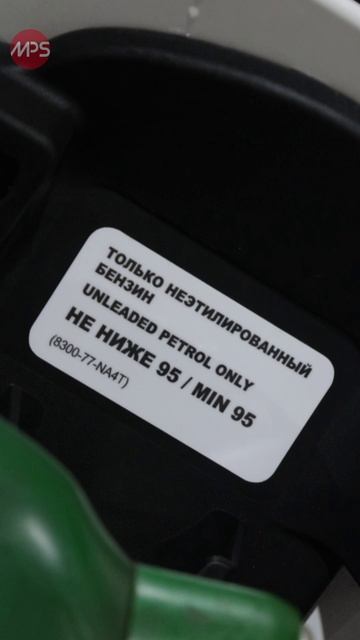 MPS
ТОЛЬКО НЕЭТИЛИРОВАННЫЙ
БЕНЗИН
UNLEADED PETROL ONLY
НЕ НИЖЕ 95 / MIN 95
(8300-77-NA4T)